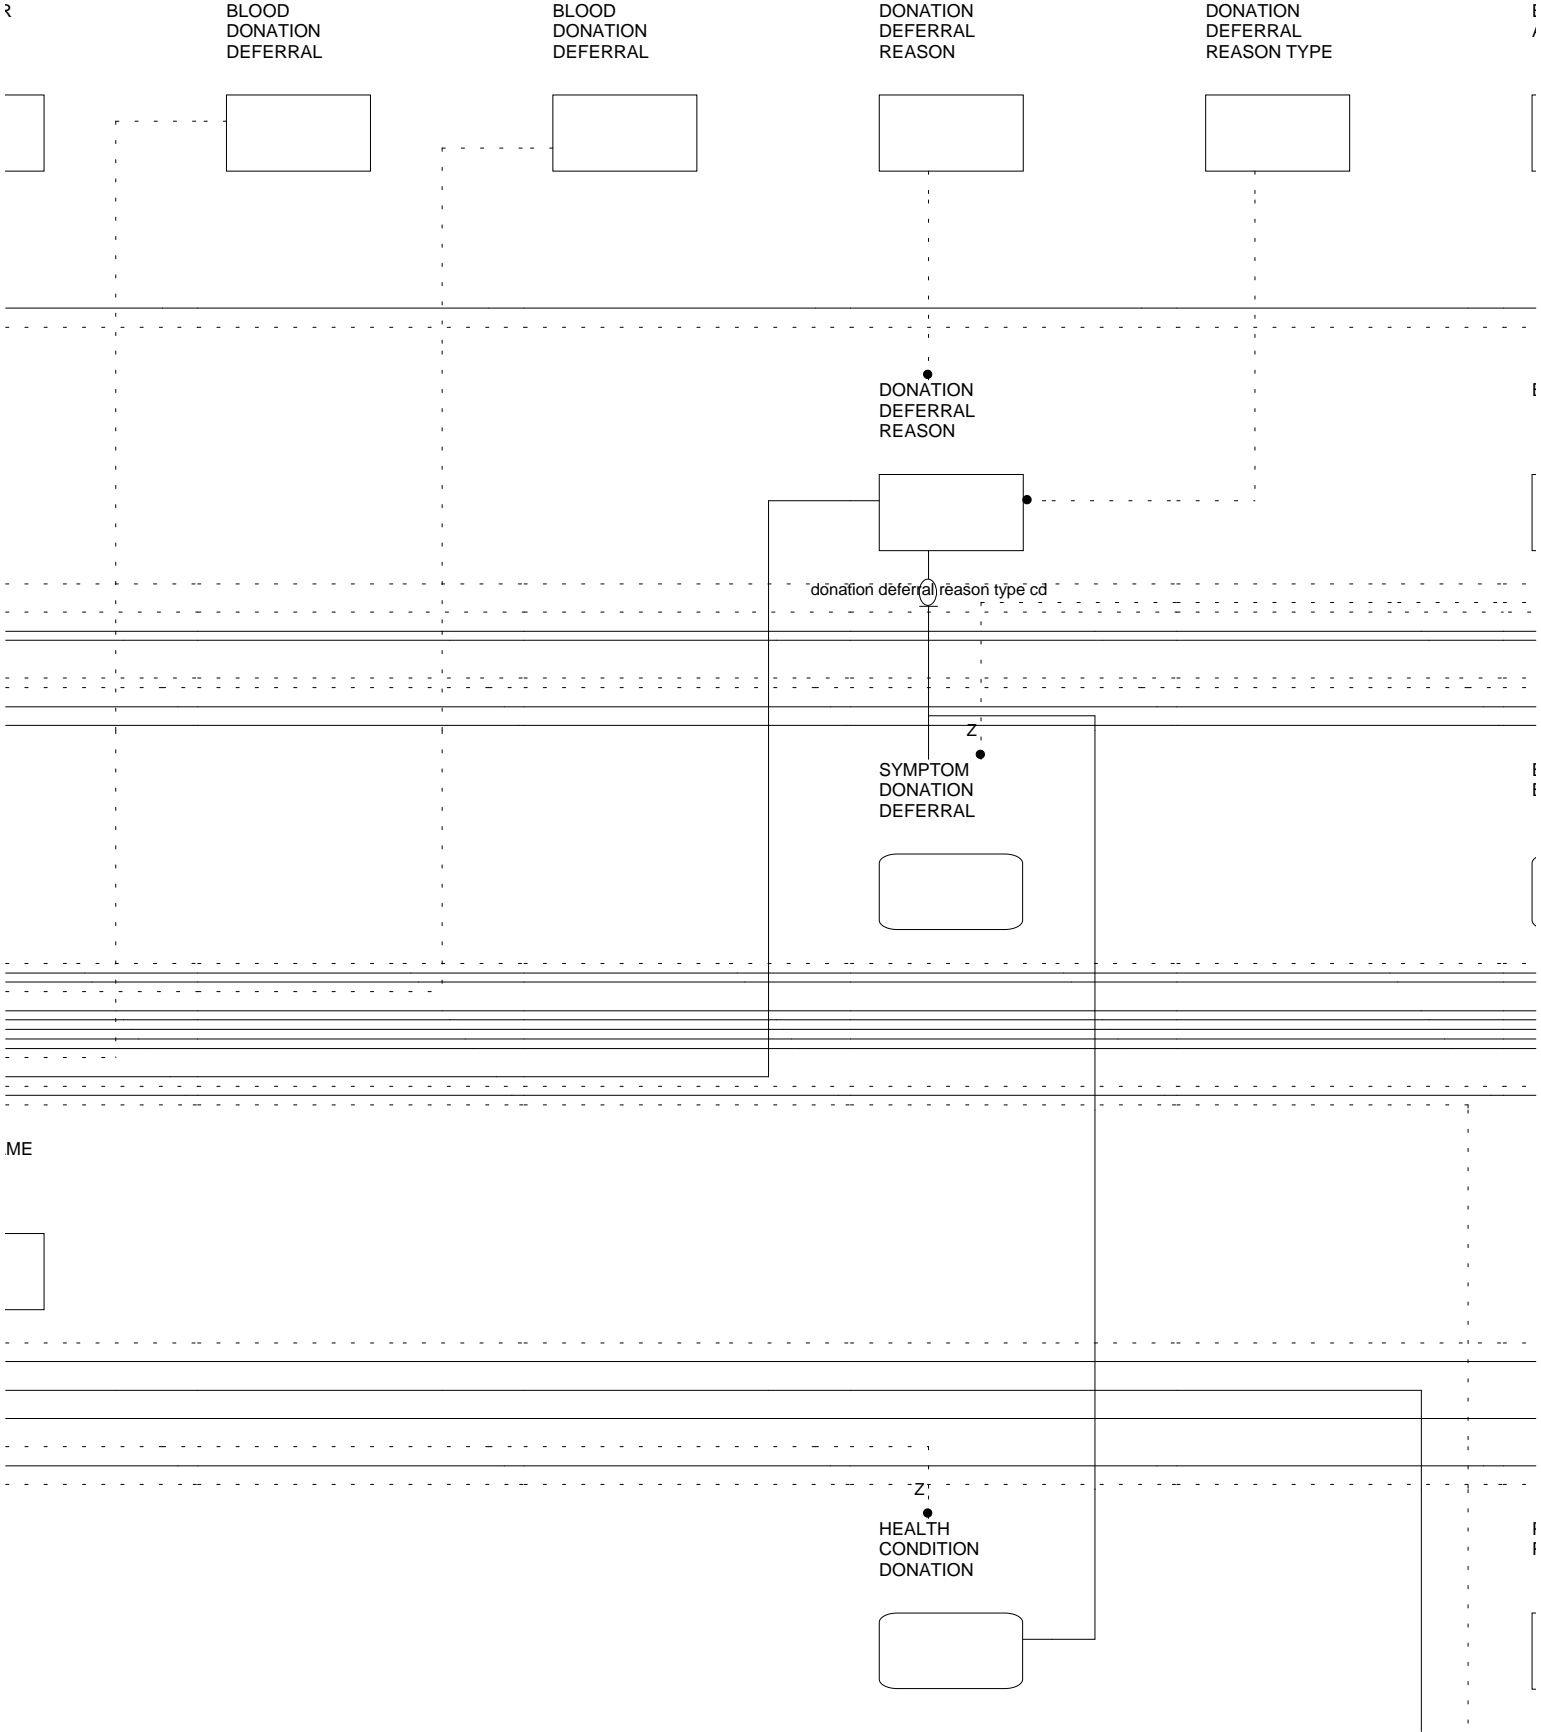 BLOOD
DONATION
DEFERRAL
BLOOD
DONATION
DEFERRAL
DONATION
DEFERRAL
REASON
DONATION
DEFERRAL
REASON TYPE
DONATION
DEFERRAL
REASON
donation deferral reason type cd
Z
SYMPTOM
DONATION
DEFERRAL
ME
Z
HEALTH
CONDITION
DONATION